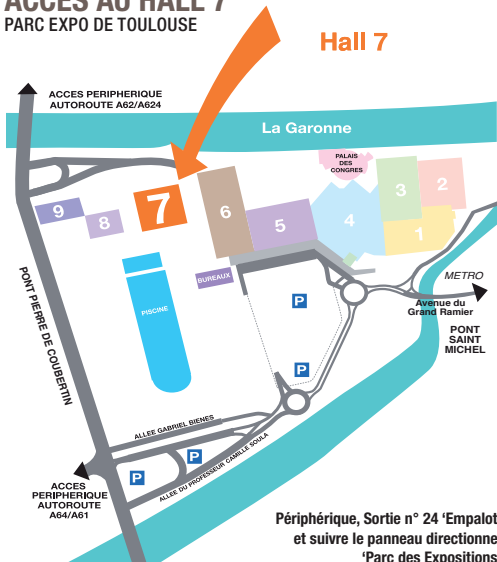 ACCES AU HALL 7
PARC EXPO DE TOULOUSE
Hall 7
ACCES PERIPHERIQUE
AUTOROUTE A62/A624
La Garonne
PALAIS
DES
CONGRES
9
8
7
6
5
4
3
2
1
BUREAUX
PISCINE
P
P
METRO
Avenue du
Grand Ramier
PONT
SAINT
MICHEL
PONT PIERRE DE COUBERTIN
ALLEE GABRIEL BIENES
ALLEE DU PROFESSEUR CAMILLE SOULA
P
P
ACCES
PERIPHERIQUE
AUTOROUTE
A64/A61
Périphérique, Sortie n° 24 ‘Empalot
et suivre le panneau directionne
‘Parc des Expositions